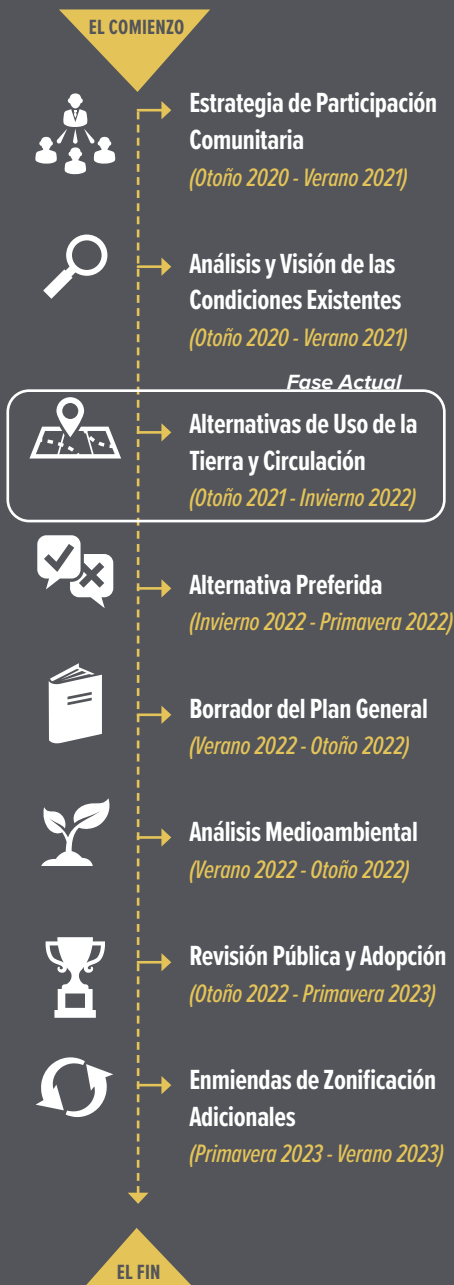 EL COMIENZO
Estrategia de Participación
Comunitaria
(Otoño 2020 - Verano 2021)
Análisis y Visión de las
Condiciones Existentes
(Otoño 2020 - Verano 2021)
Fase Actual
Alternativas de Uso de la
Tierra y Circulación
(Otoño 2021 - Invierno 2022)
Alternativa Preferida
(Invierno 2022 - Primavera 2022)
Borrador del Plan General
(Verano 2022 - Otoño 2022)
Análisis Medioambiental
(Verano 2022 - Otoño 2022)
Revisión Pública y Adopción
(Otoño 2022 - Primavera 2023)
Enmiendas de Zonificación
Adicionales
(Primavera 2023 - Verano 2023)
EL FIN